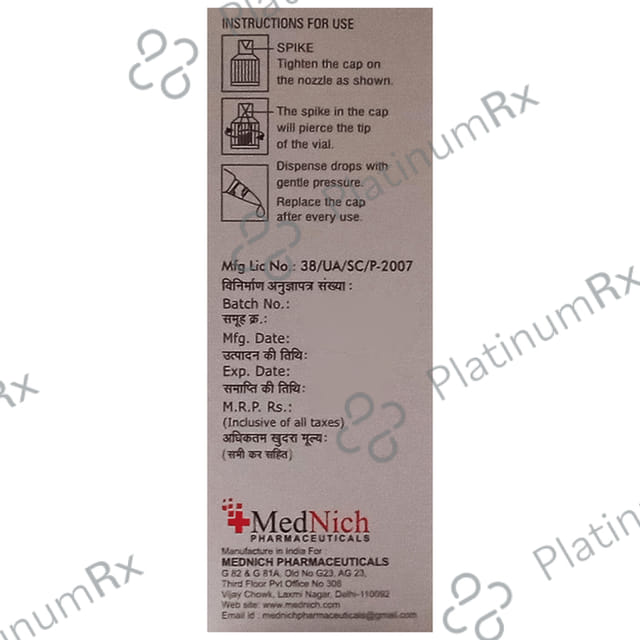 INSTRUCTIONS FOR USE
SPIKE
Tighten the cap on
the nozzle as shown.
The spike in the cap
will pierce the tip
of the vial.
Dispense drops with
gentle pressure.
Replace the cap
after every use.
Mfg Lic No : 38/UA/SC/P-2007
विनिर्माण अनुज्ञापत्र संख्या :
Batch No.:
समूह क्र.:
Mfg. Date:
उत्पादन की तिथि:
Exp. Date:
समाप्ति की तिथि:
M.R.P. Rs.:
(Inclusive of all taxes)
अधिकतम खुदरा मूल्य:
(सभी कर सहित)
MedNich
PHARMACEUTICALS
Manufacture in India For :
MEDNICH PHARMACEUTICALS
G 82 & G 81A, Old No G23, AG 23,
Third Floor Pvt Office No 308
Vijay Chowk, Laxmi Nagar, Delhi-110092
Web site: www.mednich.com
Email id : mednichpharmaceuticals@gmail.com
PlatinumRx
PlatinumRx
Rx
PlatinumRx
Platin